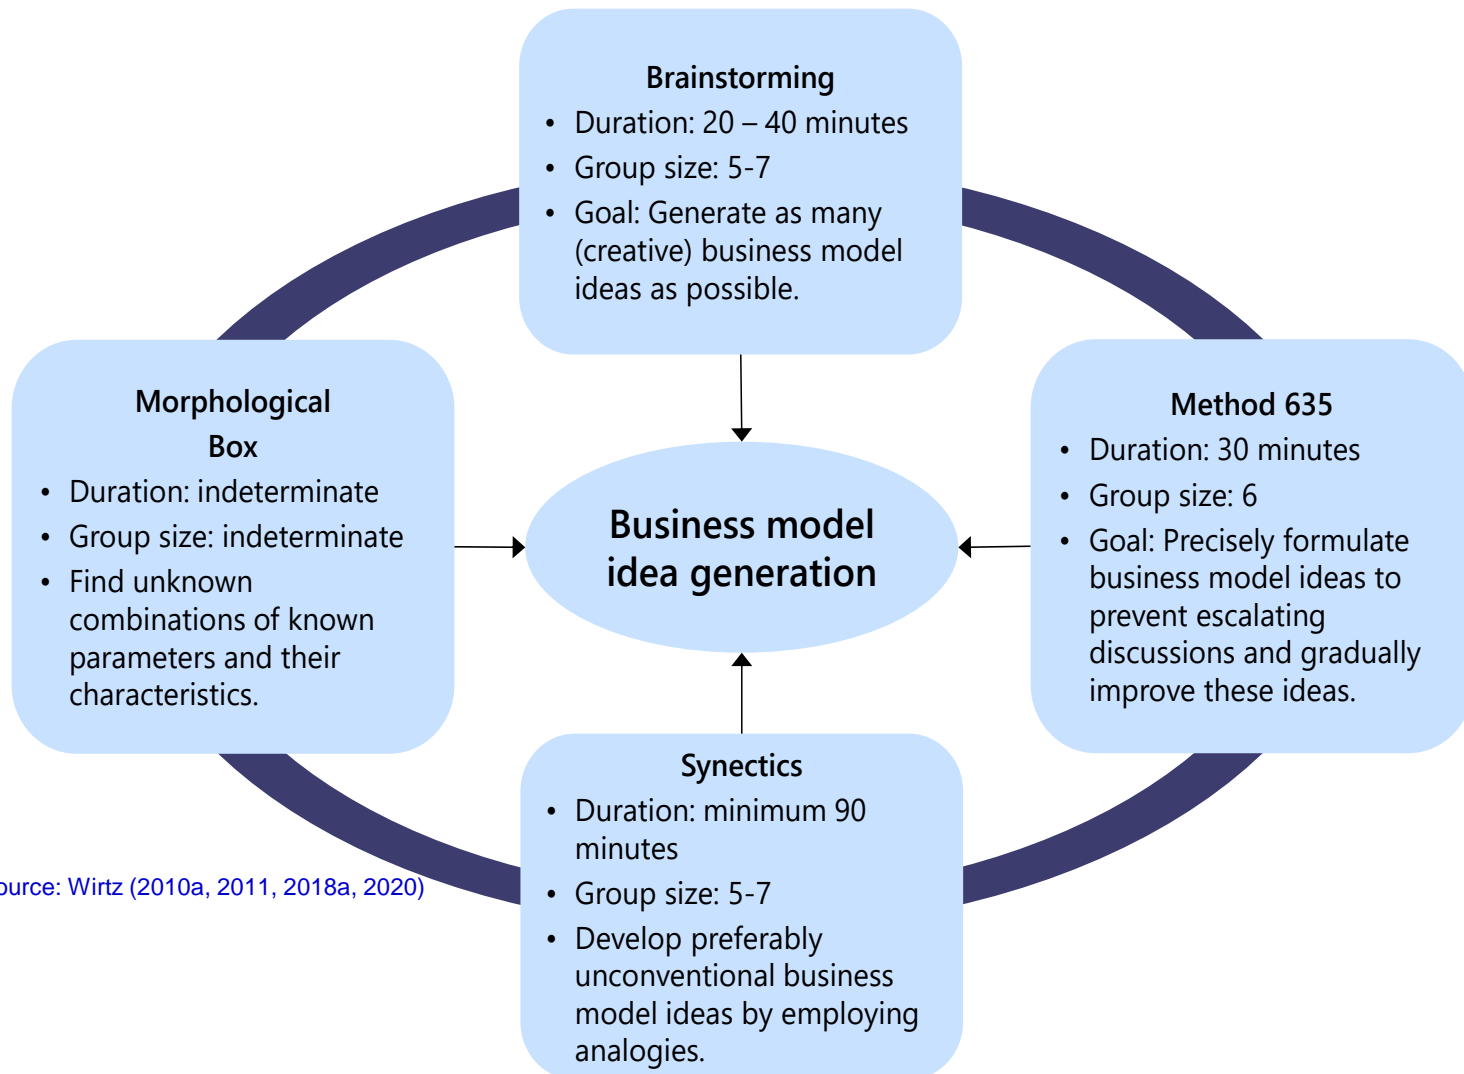 Brainstorming
• Duration: 20 – 40 minutes
• Group size: 5-7
• Goal: Generate as many
(creative) business model
ideas as possible.
Morphological
Box
• Duration: indeterminate
• Group size: indeterminate
• Find unknown
combinations of known
parameters and their
characteristics.
Business model
idea generation
Method 635
• Duration: 30 minutes
• Group size: 6
• Goal: Precisely formulate
business model ideas to
prevent escalating
discussions and gradually
improve these ideas.
Synectics
• Duration: minimum 90
minutes
• Group size: 5-7
• Develop preferably
unconventional business
model ideas by employing
analogies.
ource: Wirtz (2010a, 2011, 2018a, 2020)